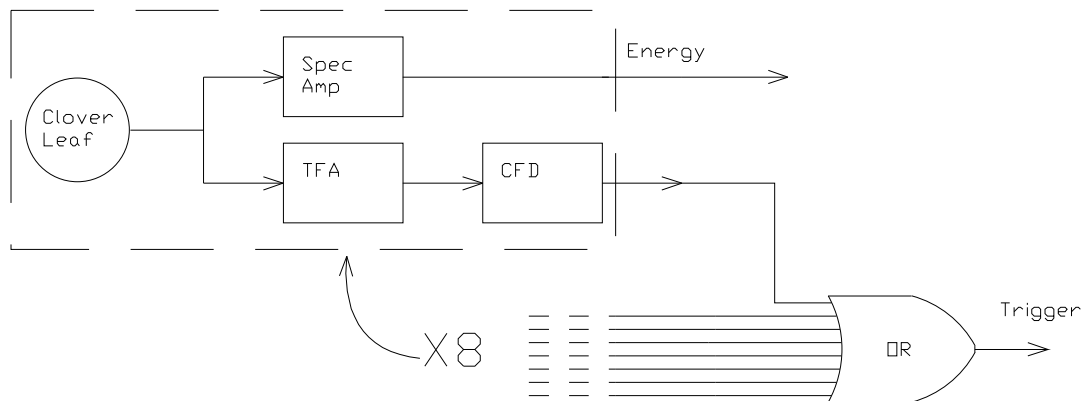 Spec
Amp
Energy
Clover
Leaf
TFA
CFD
Trigger
OR
X8